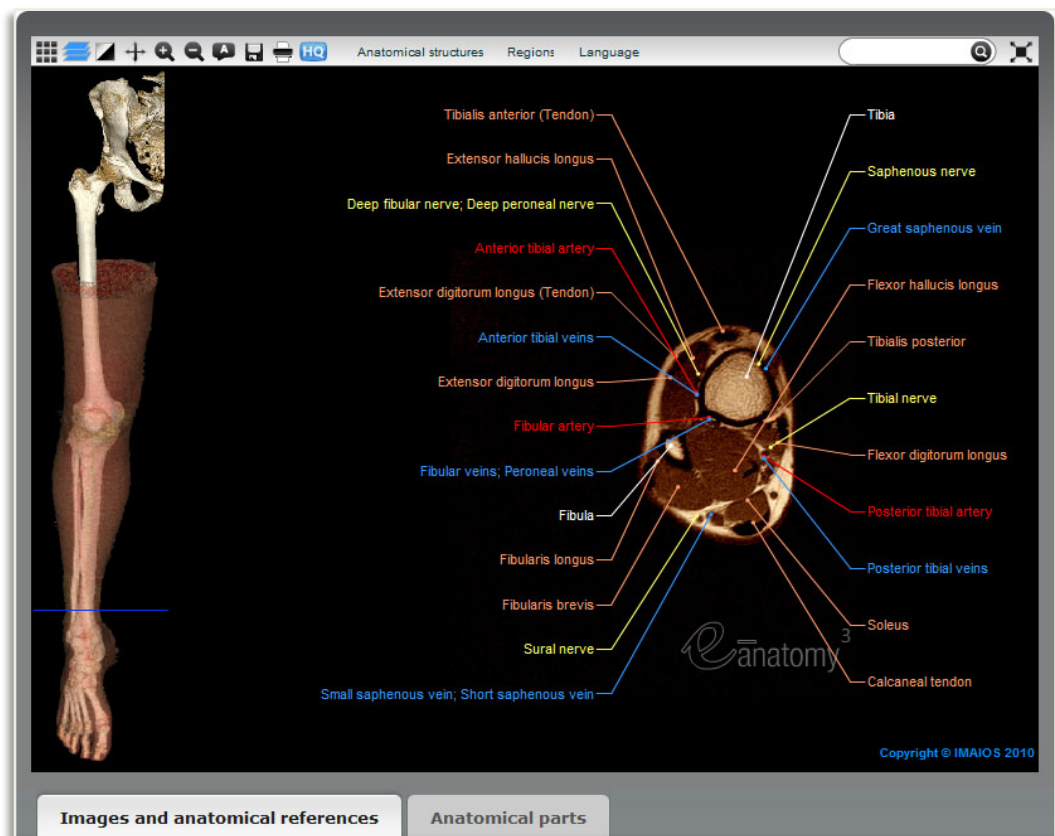 A HQ Anatomical structures Regions Language
Tibialis anterior (Tendon)
Extensor hallucis longus
Deep fibular nerve; Deep peroneal nerve
Anterior tibial artery
Extensor digitorum longus (Tendon)
Anterior tibial veins
Extensor digitorum longus
Fibular artery
Fibular veins; Peroneal veins
Fibula
Fibularis longus
Fibularis brevis
Sural nerve
Small saphenous vein; Short saphenous vein
Tibia
Saphenous nerve
Great saphenous vein
Flexor hallucis longus
Tibialis posterior
Tibial nerve
Flexor digitorum longus
Posterior tibial artery
Posterior tibial veins
Soleus
Calcaneal tendon
e anatomy 3
Copyright © IMAIOS 2010
Images and anatomical references
Anatomical parts